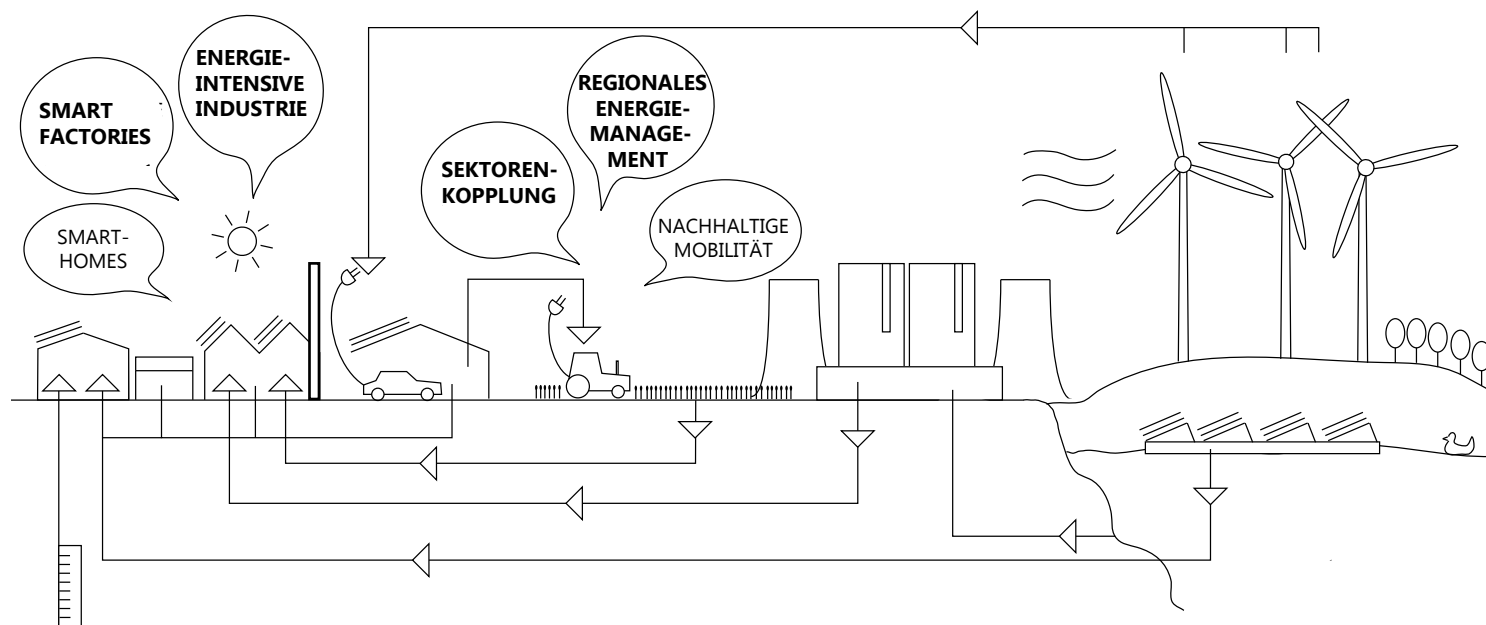 SMART
FACTORIES
ENERGIE-
INTENSIVE
INDUSTRIE
SMART-
HOMES
SEKTOREN-
KOPPLUNG
REGIONALES
ENERGIE-
MANAGE-
MENT
NACHHALTIGE
MOBILITÄT